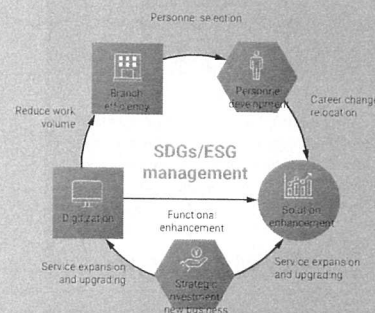 Personnel selection
Branch
efficiency
Personnel
development
Reduce work
volume
Career change
relocation
SDGs/ESG
management
Digitization
Functional
enhancement
Solution
enhancement
Service expansion
and upgrading
Service expansion
and upgrading
Strategic
investment
new business